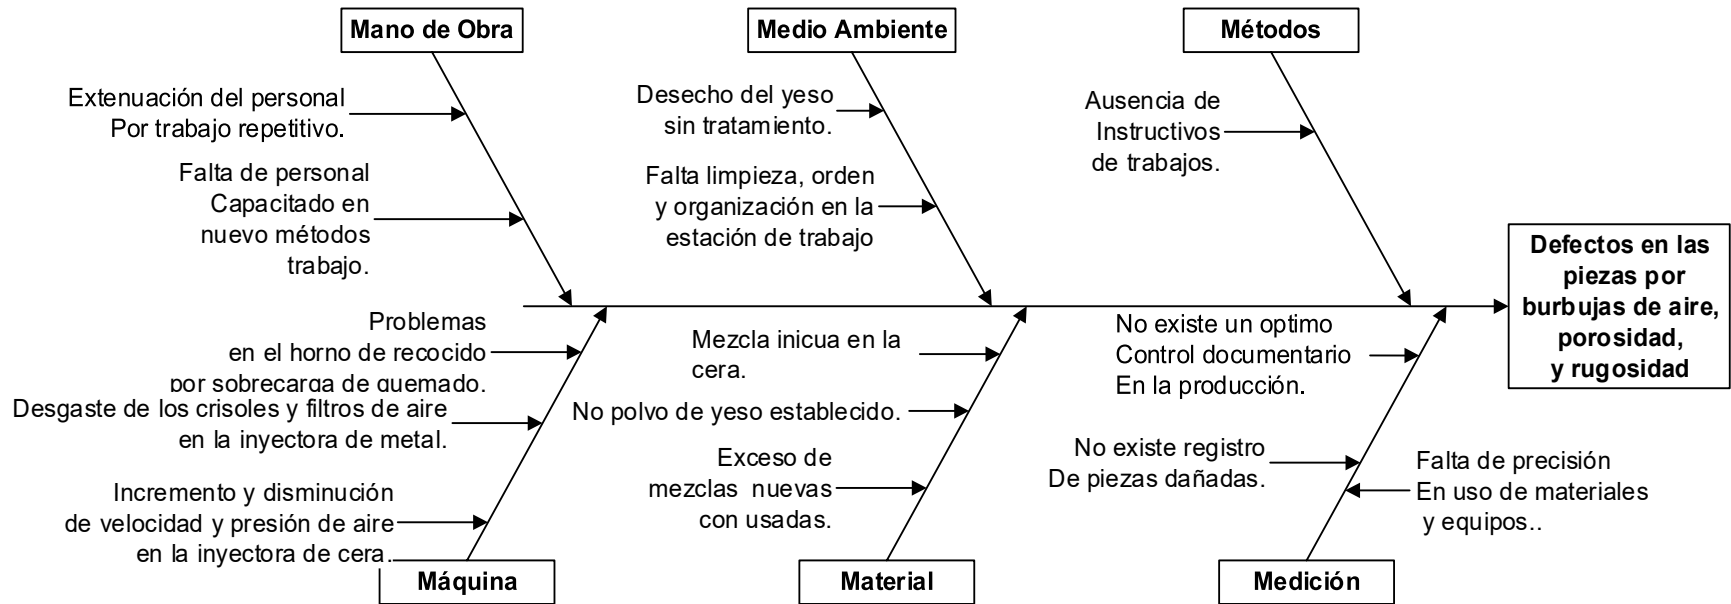 Mano de Obra
Medio Ambiente
Métodos
Extenuación del personal
Por trabajo repetitivo.
Falta de personal
Capacitado en
nuevo métodos
trabajo.
Desecho del yeso
sin tratamiento.
Falta limpieza, orden
y organización en la
estación de trabajo
Ausencia de
Instructivos
de trabajos.
Defectos en las
piezas por
burbujas de aire,
porosidad,
y rugosidad
Problemas
en el horno de recocido
por sobrecarga de quemado.
Desgaste de los crisoles y filtros de aire
en la inyectora de metal.
Incremento y disminución
de velocidad y presión de aire
en la inyectora de cera.
Mezcla inicua en la
cera.
No polvo de yeso establecido.
Exceso de
mezclas nuevas
con usadas.
No existe un optimo
Control documentario
En la producción.
No existe registro
De piezas dañadas.
Falta de precisión
En uso de materiales
y equipos..
Máquina
Material
Medición